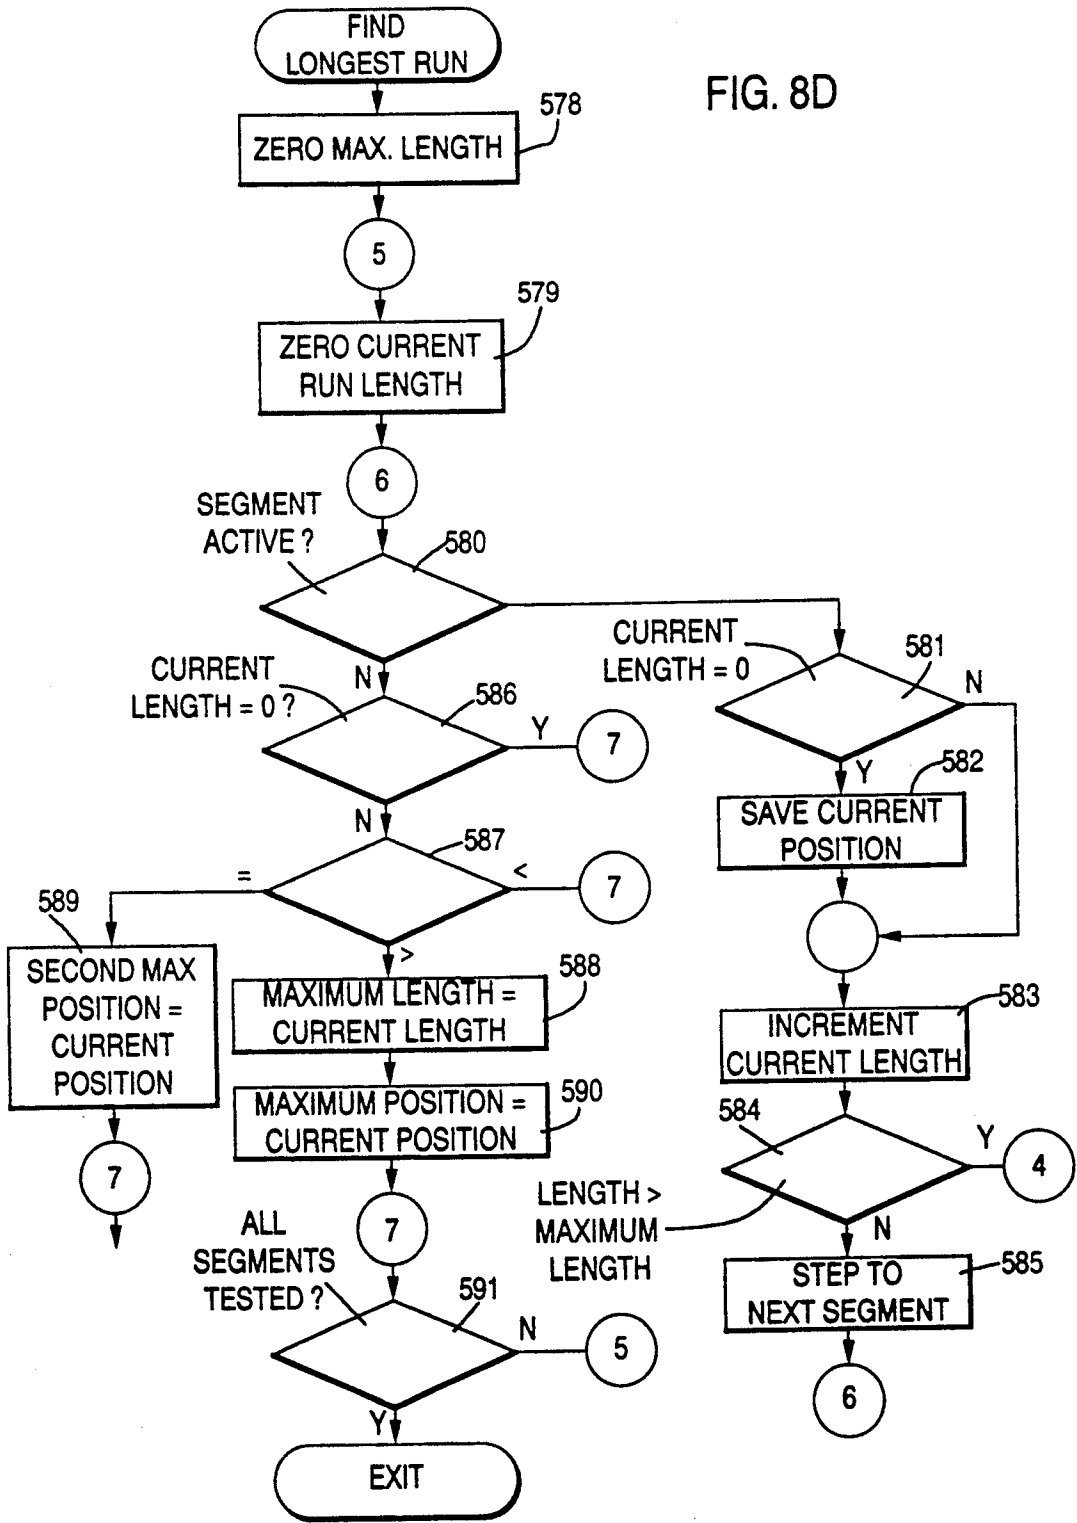 FIND
LONGEST RUN
FIG. 8D
578
ZERO MAX. LENGTH
5
579
ZERO CURRENT
RUN LENGTH
6
SEGMENT
ACTIVE ?
580
CURRENT
LENGTH = 0
581
N
Y
582
SAVE CURRENT
POSITION
583
INCREMENT
CURRENT LENGTH
584
LENGTH >
MAXIMUM
LENGTH
Y
4
N
585
STEP TO
NEXT SEGMENT
6
N
CURRENT
LENGTH = 0 ?
586
Y
7
N
587
=
<
7
>
589
SECOND MAX
POSITION =
CURRENT
POSITION
7
588
MAXIMUM LENGTH =
CURRENT LENGTH
590
MAXIMUM POSITION =
CURRENT POSITION
7
ALL
SEGMENTS
TESTED ?
591
N
5
Y
EXIT